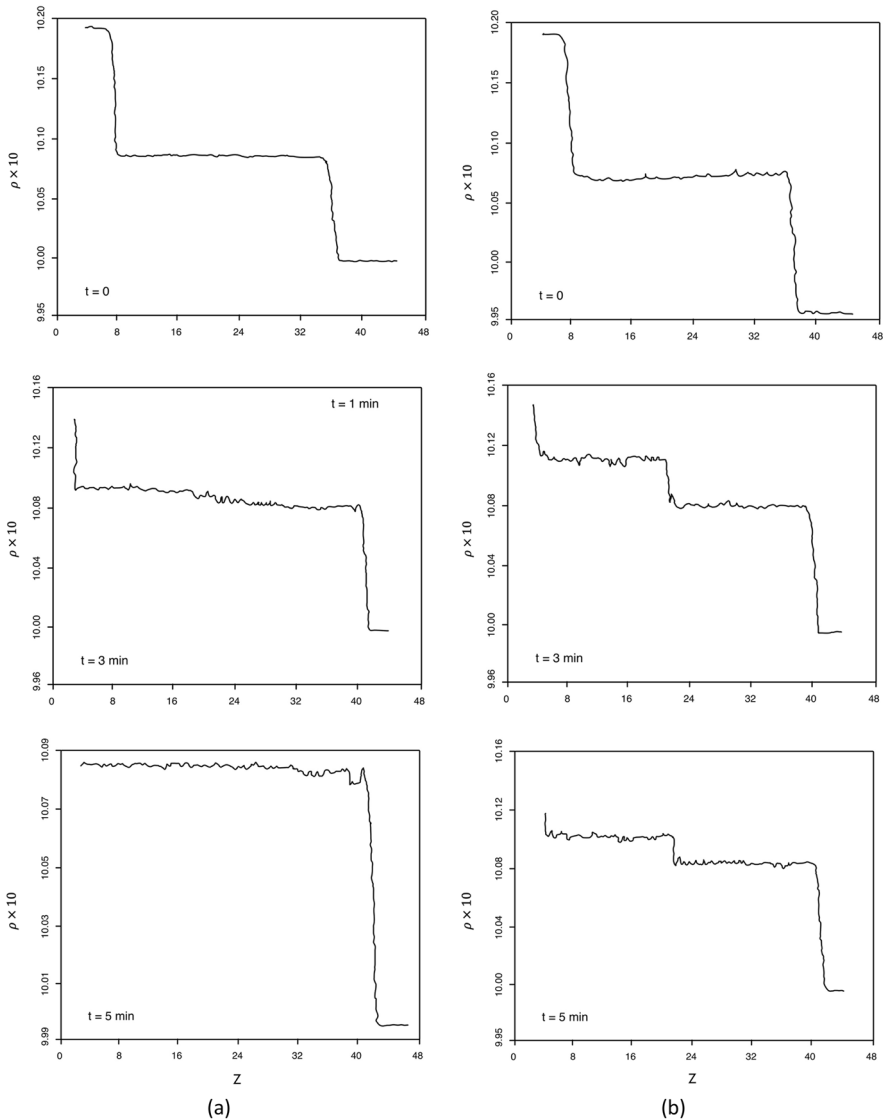 10.20
10.15
10.10
10.05
10.00
9.95
ρ × 10
t = 0
0 8 16 24 32 40 48
10.20
10.15
10.10
10.05
10.00
9.95
ρ × 10
t = 0
0 8 16 24 32 40 48
10.16
10.12
10.08
10.04
10.00
9.96
ρ × 10
t = 1 min
t = 3 min
0 8 16 24 32 40 48
10.16
10.12
10.08
10.04
10.00
9.96
ρ × 10
t = 3 min
0 8 16 24 32 40 48
10.09
10.07
10.05
10.03
10.01
9.99
ρ × 10
t = 5 min
0 8 16 24 32 40 48
Z
(a)
10.16
10.12
10.08
10.04
10.00
9.95
ρ × 10
t = 5 min
0 8 16 24 32 40 48
Z
(b)